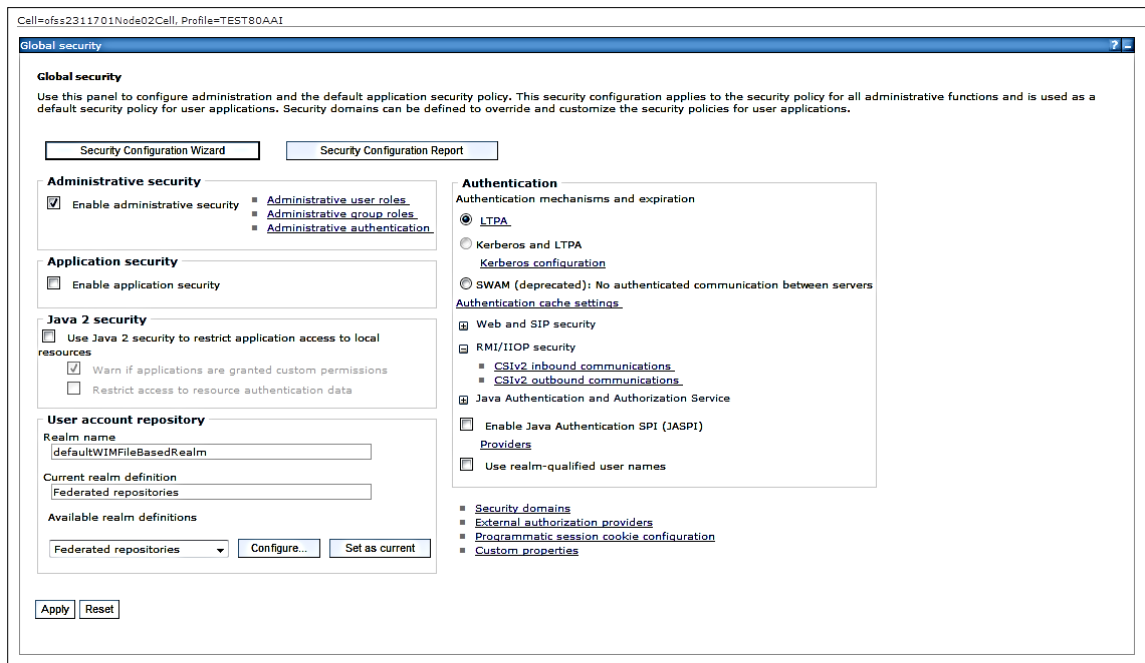 Cell=ofss2311701Node02Cell, Profile=TEST80AAI
Global security
? -
Global security
Use this panel to configure administration and the default application security policy. This security configuration applies to the security policy for all administrative functions and is used as a
default security policy for user applications. Security domains can be defined to override and customize the security policies for user applications.
Security Configuration Wizard
Security Configuration Report
Administrative security
Enable administrative security
Administrative user roles
Administrative group roles
Administrative authentication
Application security
Enable application security
Java 2 security
Use Java 2 security to restrict application access to local
resources
Warn if applications are granted custom permissions
Restrict access to resource authentication data
User account repository
Realm name
defaultWIMFileBasedRealm
Current realm definition
Federated repositories
Available realm definitions
Federated repositories
Configure...
Set as current
Authentication
Authentication mechanisms and expiration
LTPA
Kerberos and LTPA
Kerberos configuration
SWAM (deprecated): No authenticated communication between servers
Authentication cache settings
Web and SIP security
RMI/IIOP security
CSIv2 inbound communications
CSIv2 outbound communications
Java Authentication and Authorization Service
Enable Java Authentication SPI (JASPI)
Providers
Use realm-qualified user names
Security domains
External authorization providers
Programmatic session cookie configuration
Custom properties
Apply
Reset